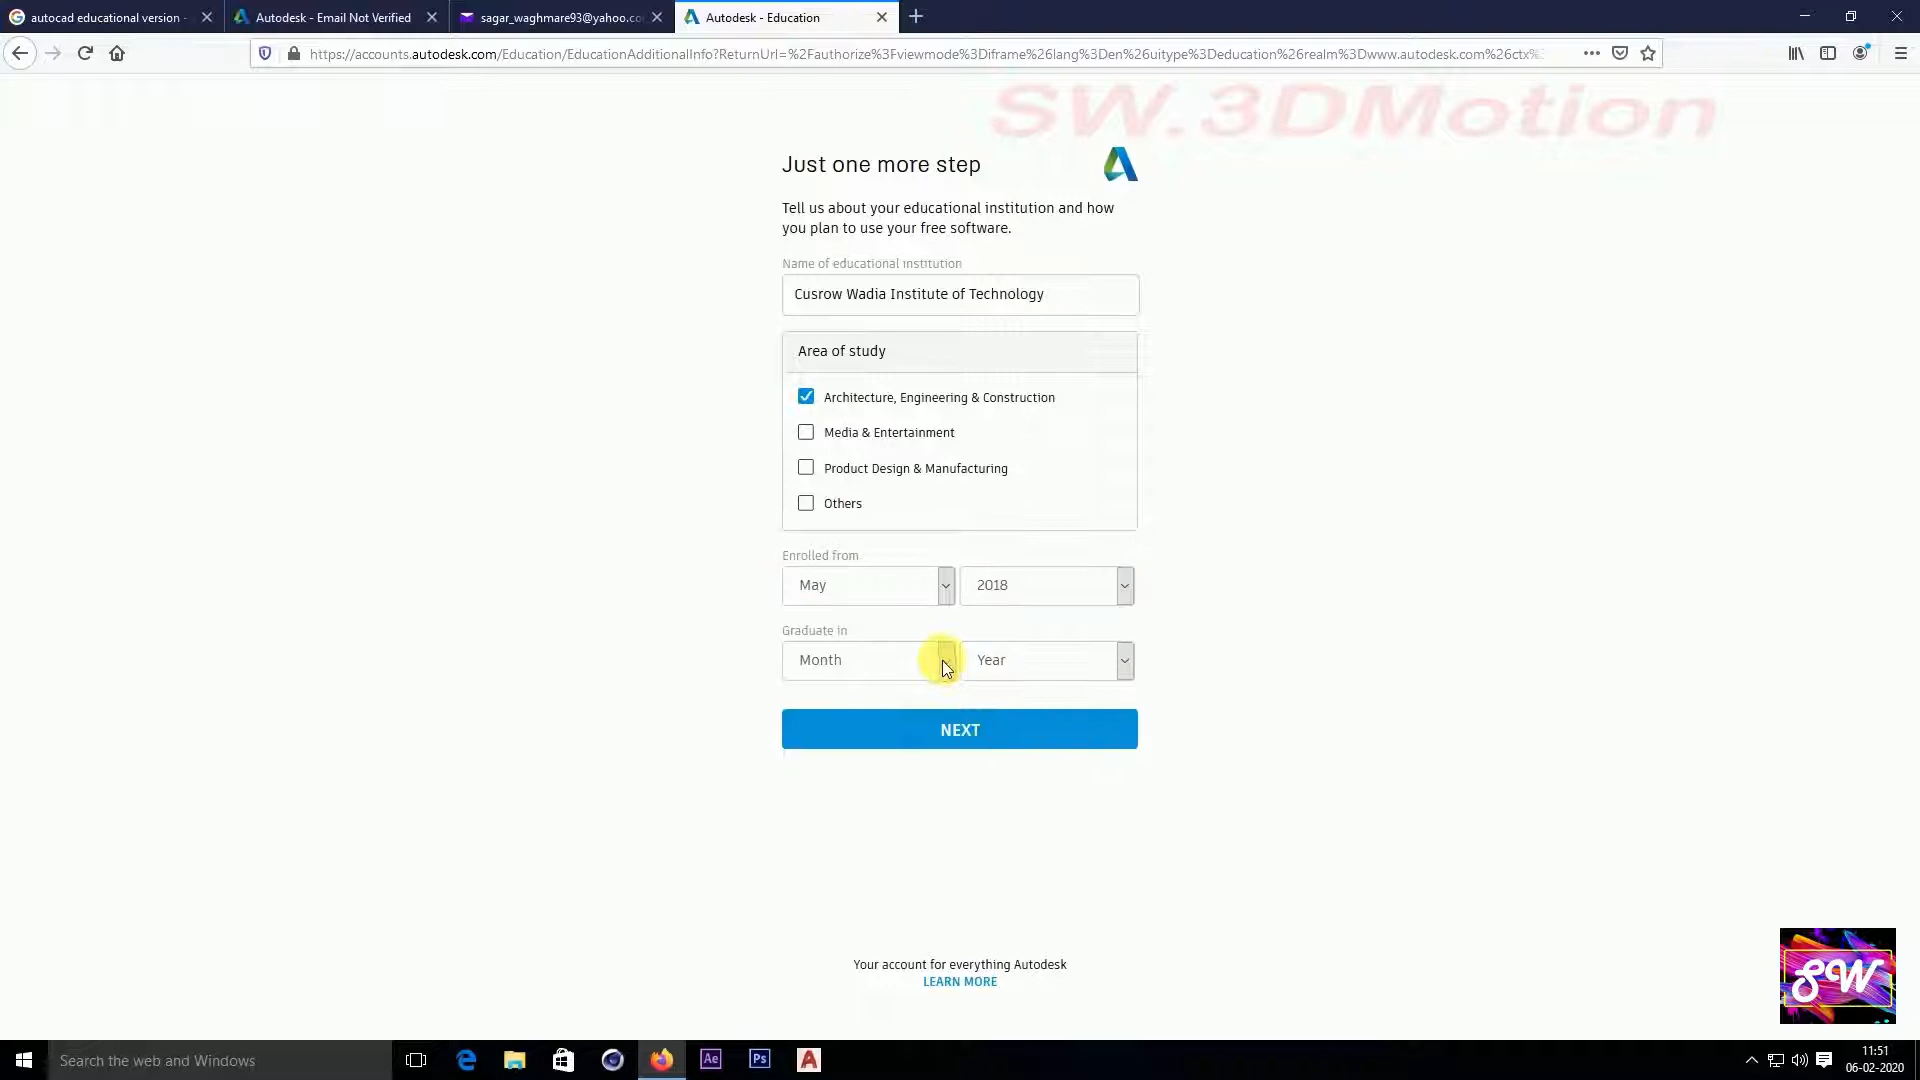 autocad educational version -
Autodesk - Email Not Verified
sagar_waghmare93@yahoo.co
Autodesk - Education
https://accounts.autodesk.com/Education/EducationAdditionalInfo?ReturnUrl=%2Fauthorize%3Fviewmode%3Diframe%26lang%3Den%26uitype%3Deducation%26realm%3Dwww.autodesk.com%26ctx%
SW.3DMotion
Just one more step
Tell us about your educational institution and how
you plan to use your free software.
Name of educational institution
Cusrow Wadia Institute of Technology
Area of study
Architecture, Engineering & Construction
Media & Entertainment
Product Design & Manufacturing
Others
Enrolled from
May 2018
Graduate in
Month Year
NEXT
Your account for everything Autodesk
LEARN MORE
SW
Search the web and Windows
Ae
Ps
A
11:51
06-02-2020